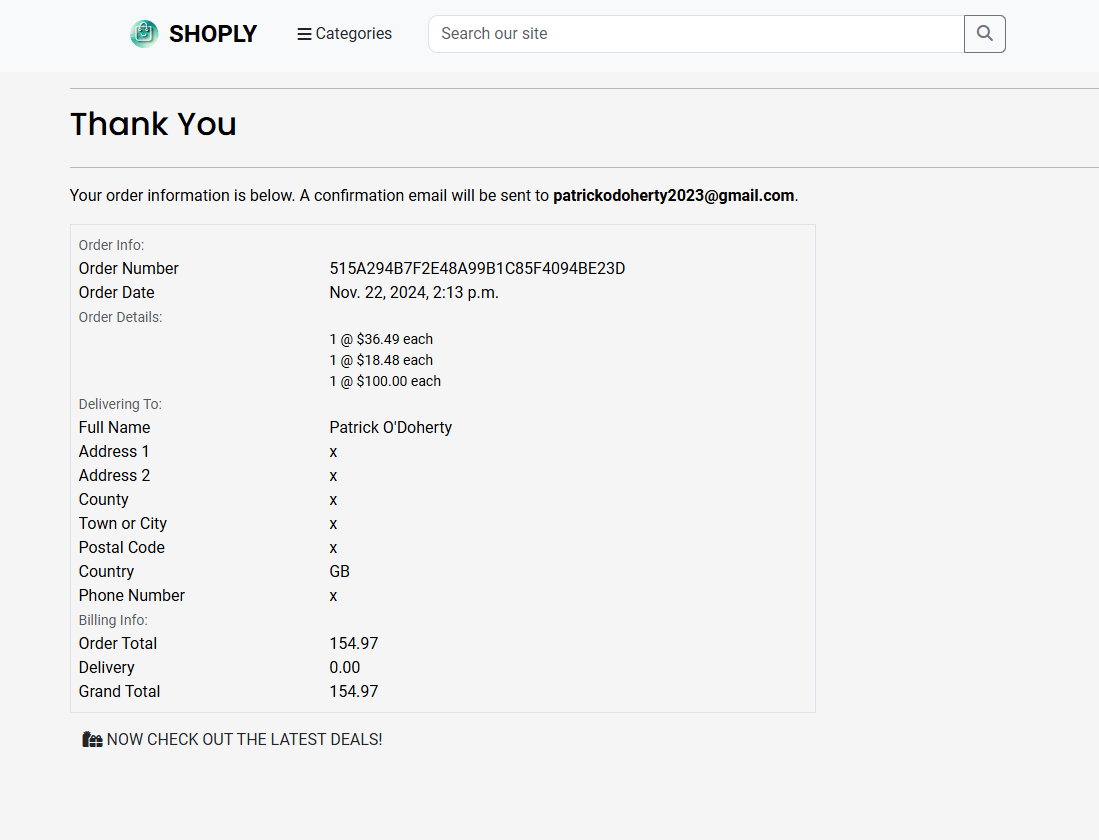 SHOPLY
Categories
Search our site
Thank You
Your order information is below. A confirmation email will be sent to patrickodoherty2023@gmail.com.
Order Info:
Order Number 515A294B7F2E48A99B1C85F4094BE23D
Order Date Nov. 22, 2024, 2:13 p.m.
Order Details:
1 @ $36.49 each
1 @ $18.48 each
1 @ $100.00 each
Delivering To:
Full Name Patrick O'Doherty
Address 1 x
Address 2 x
County x
Town or City x
Postal Code x
Country GB
Phone Number x
Billing Info:
Order Total 154.97
Delivery 0.00
Grand Total 154.97
NOW CHECK OUT THE LATEST DEALS!